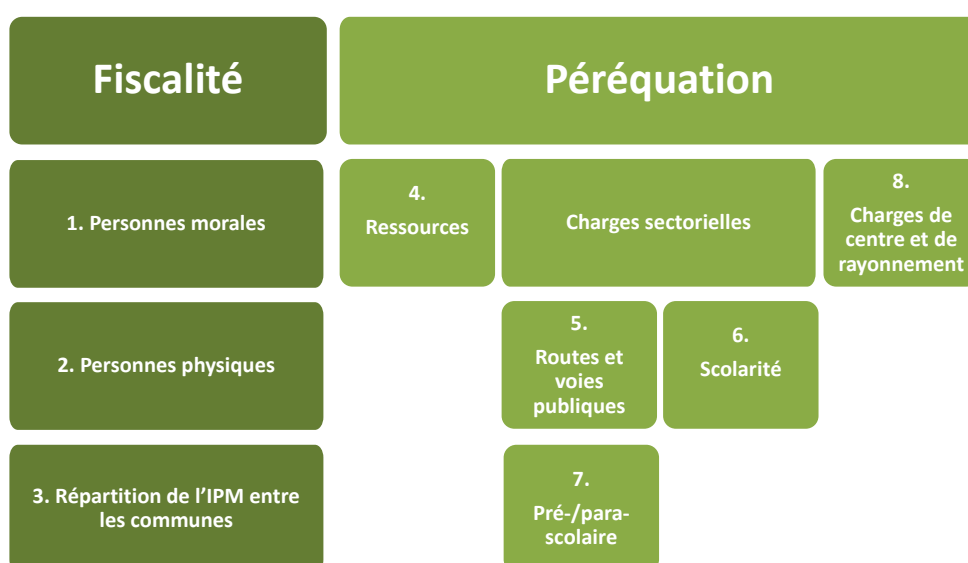 Fiscalité
Péréquation
1. Personnes morales
4.
Ressources
Charges sectorielles
8.
Charges de
centre et de
rayonnement
2. Personnes physiques
5.
Routes et
voies
publiques
6.
Scolarité
3. Répartition de l’IPM entre
les communes
7.
Pré-/para-
scolaire